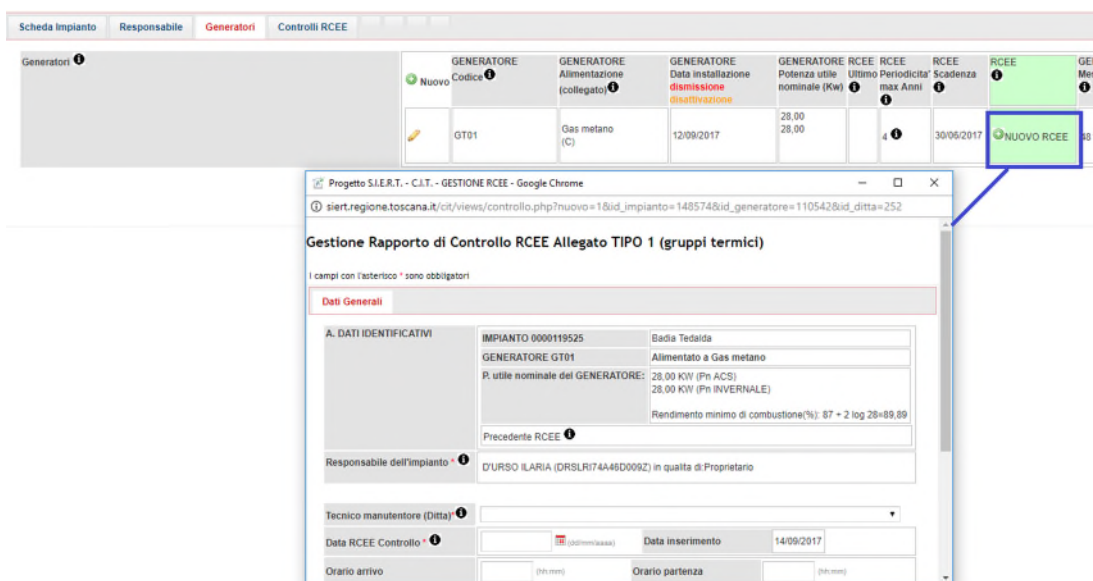 Scheda Impianto Responsabile Generatori Controlli RCEE
Generatori
Nuovo
GENERATORE Codice
GENERATORE Alimentazione (collegato)
GENERATORE Data installazione dismissione disattivazione
GENERATORE Potenza utile nominale (Kw)
RCEE Ultimo
RCEE Periodicita' max Anni
RCEE Scadenza
RCEE
GE
Me
GT01
Gas metano
(C)
12/09/2017
28,00
28,00
4
30/06/2017
NUOVO RCEE
48
Progetto S.I.E.R.T. - C.I.T. - GESTIONE RCEE - Google Chrome
siert.regione.toscana.it/cit/views/controllo.php?nuovo=1&id_impianto=148574&id_generatore=110542&id_ditta=252
Gestione Rapporto di Controllo RCEE Allegato TIPO 1 (gruppi termici)
I campi con l'asterisco * sono obbligatori
Dati Generali
A. DATI IDENTIFICATIVI
IMPIANTO 0000119525 Badia Tedalda
GENERATORE GT01 Alimentato a Gas metano
P. utile nominale del GENERATORE: 28,00 KW (Pn ACS)
28,00 KW (Pn INVERNALE)
Rendimento minimo di combustione(%): 87 + 2 log 28=89,89
Precedente RCEE
Responsabile dell'impianto * D'URSO ILARIA (DRSLRI74A46D009Z) in qualita di:Proprietario
Tecnico manutentore (Ditta)*
Data RCEE Controllo * (dd/mm/aaaa) Data inserimento 14/09/2017
Orario arrivo (hh:mm) Orario partenza (hh:mm)